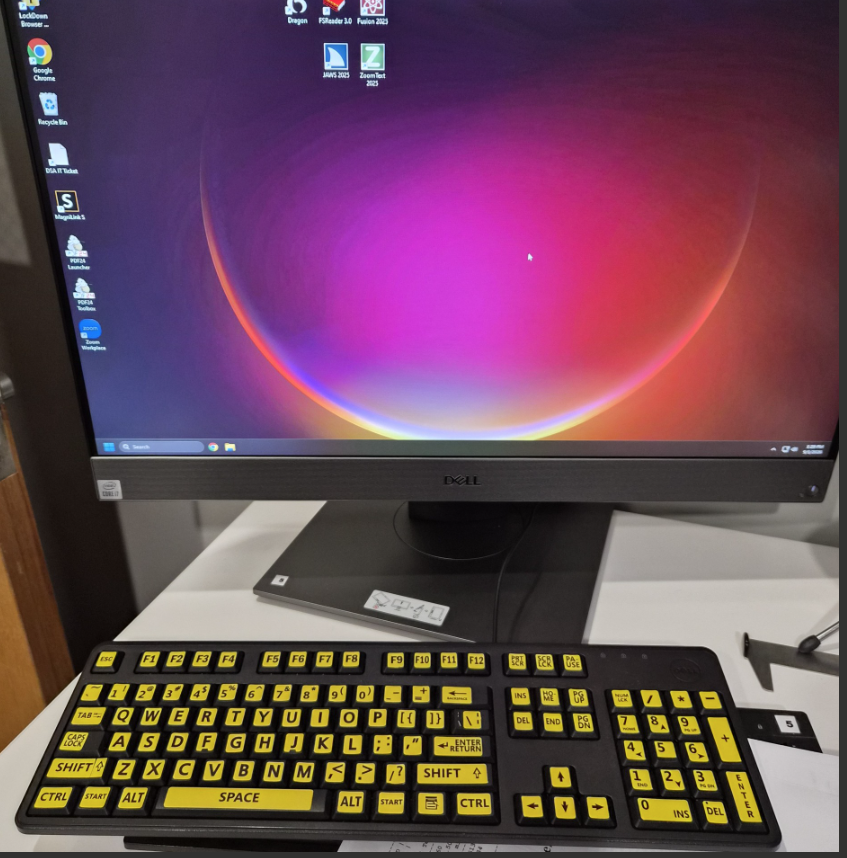 LockDown
Browser ...
Dragon
FSReader 3.0
Fusion 2025
Google
Chrome
JAWS 2025
ZoomText
2025
Recycle Bin
DSA IT Ticket
S
MagniLink S
PDF24
Launcher
PDF24
Toolbox
zoom
Zoom
Workplace
Search
DELL
ESC F1 F2 F3 F4 F5 F6 F7 F8 F9 F10 F11 F12 PRT SCR SCR LCK PA- USE
~ ` ! 1 2@ 3# 4$ 5% 6^ 7& 8* 9( 0) - + INS HO ME PG UP NUM LCK / * -
TAB Q W E R T Y U I O P [{ ]} \| DEL END PG DN 7 HOME 8 9 PG UP +
CAPS LOCK A S D F G H J K L ;: '" ENTER RETURN 4 5 6
SHIFT Z X C V B N M ,< .> /? SHIFT 1 END 2 3 PG DN ENTER
CTRL START ALT SPACE ALT START CTRL 0 INS . DEL
5